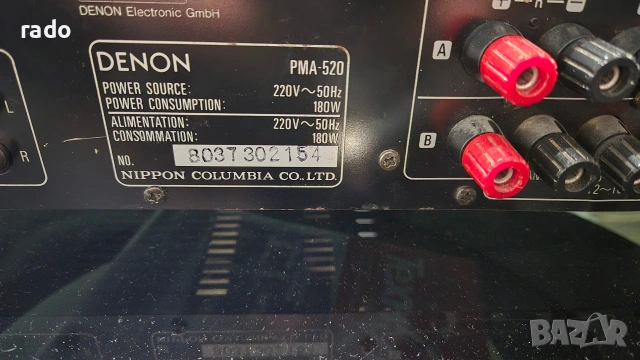 rado
DENON Electronic GmbH
DENON PMA-520
POWER SOURCE: 220V～50Hz
POWER CONSUMPTION: 180W
ALIMENTATION: 220V～50Hz
CONSOMMATION: 180W
NO. 8037302154
NIPPON COLUMBIA CO.,LTD.
L
R
A
B
BAZAR